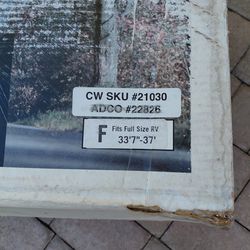 CW SKU #21030
ADCO #22826
F Fits Full Size RV
33'7"-37'